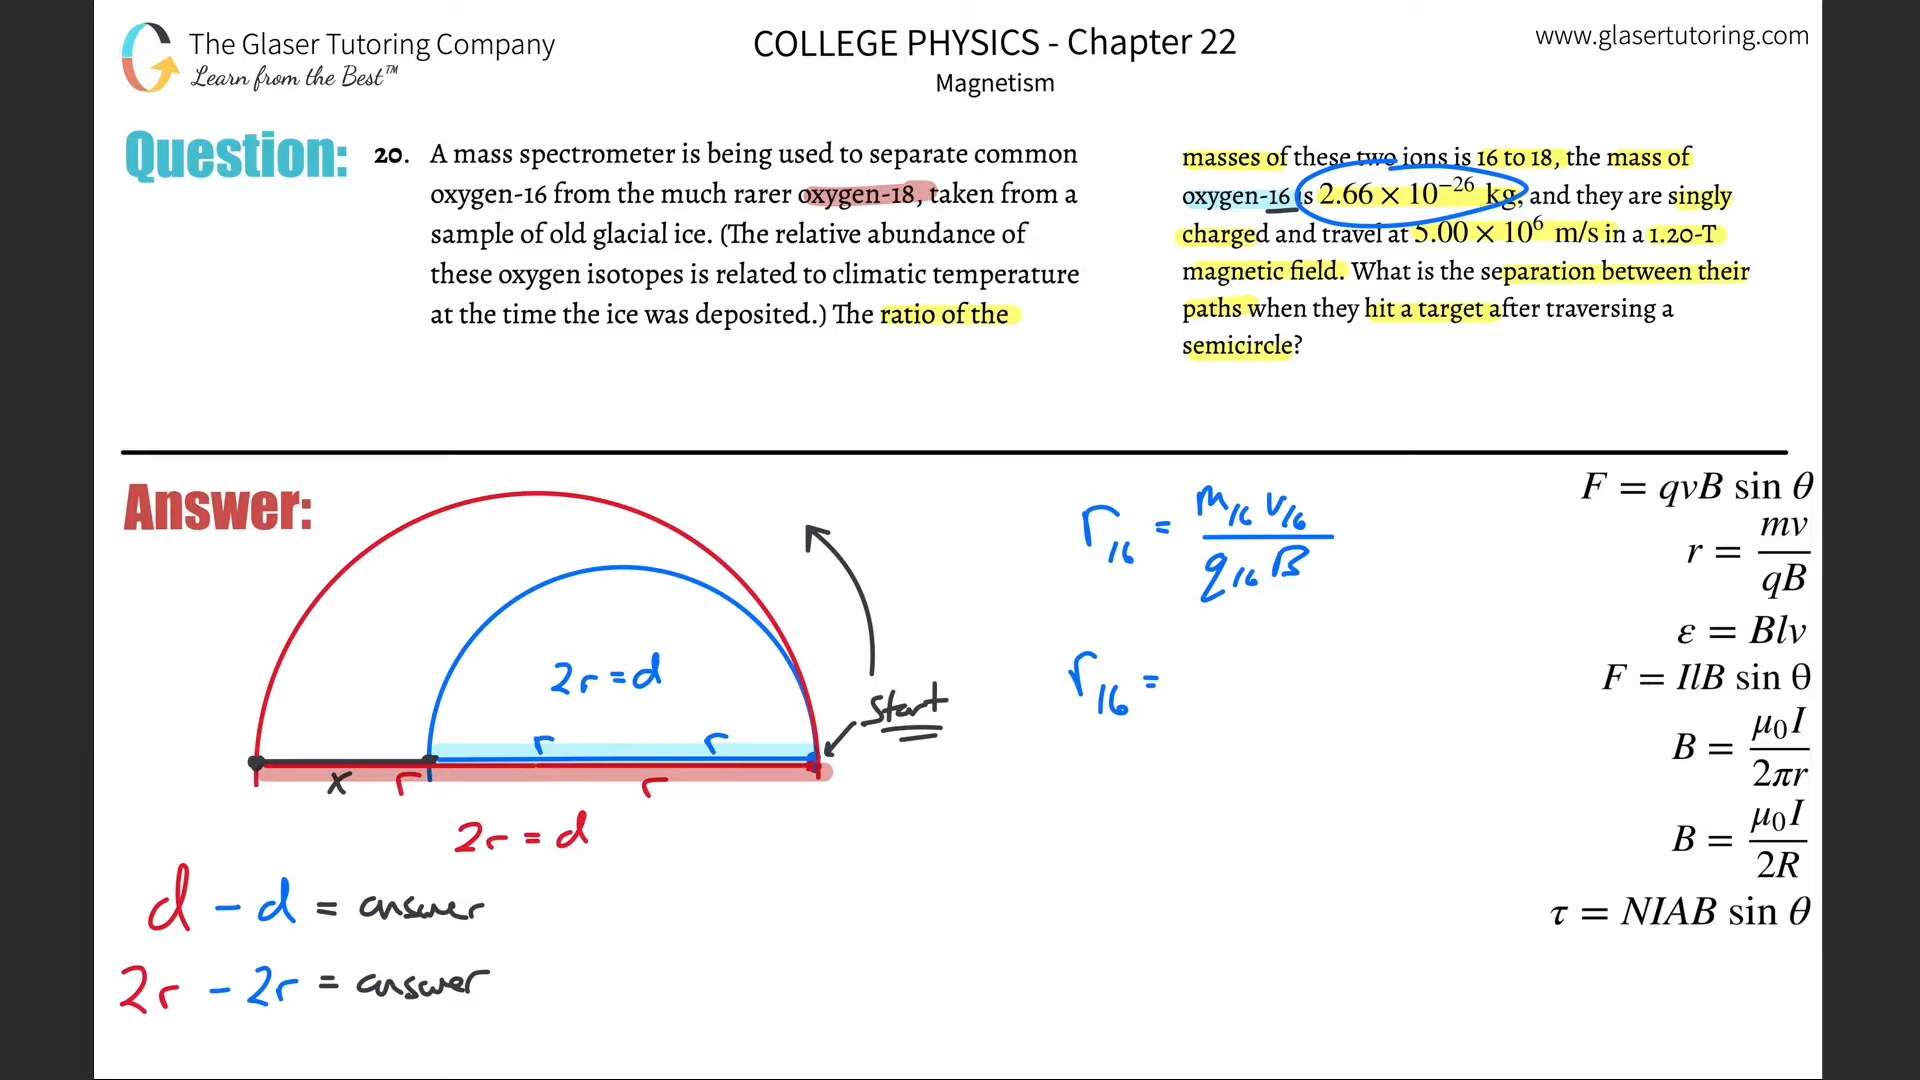 The Glaser Tutoring Company
Learn from the Best™
COLLEGE PHYSICS - Chapter 22
Magnetism
www.glasertutoring.com
Question:
20. A mass spectrometer is being used to separate common
oxygen-16 from the much rarer oxygen-18, taken from a
sample of old glacial ice. (The relative abundance of
these oxygen isotopes is related to climatic temperature
at the time the ice was deposited.) The ratio of the
masses of these two ions is 16 to 18, the mass of
oxygen-16 is 2.66 × 10⁻²⁶ kg, and they are singly
charged and travel at 5.00 × 10⁶ m/s in a 1.20-T
magnetic field. What is the separation between their
paths when they hit a target after traversing a
semicircle?
Answer:
2r = d
start
r r
x r r
2r = d
d - d = answer
2r - 2r = answer
r₁₆ = m₁₆ v₁₆ / q₁₆ B
r₁₆ =
F = qvB sin θ
r = mv / qB
ε = Blv
F = IlB sin θ
B = μ₀I / 2πr
B = μ₀I / 2R
τ = NIAB sin θ